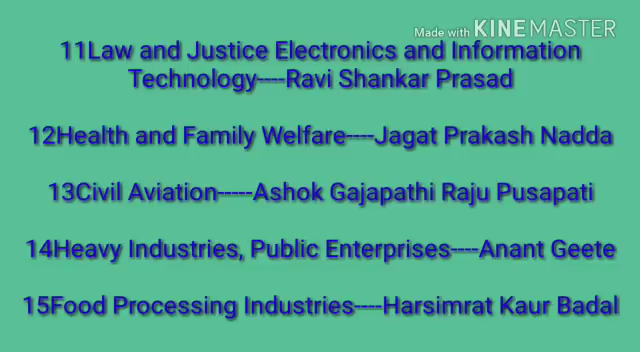 Made with KINEMASTER
11Law and Justice Electronics and Information
Technology----Ravi Shankar Prasad
12Health and Family Welfare----Jagat Prakash Nadda
13Civil Aviation-----Ashok Gajapathi Raju Pusapati
14Heavy Industries, Public Enterprises----Anant Geete
15Food Processing Industries----Harsimrat Kaur Badal